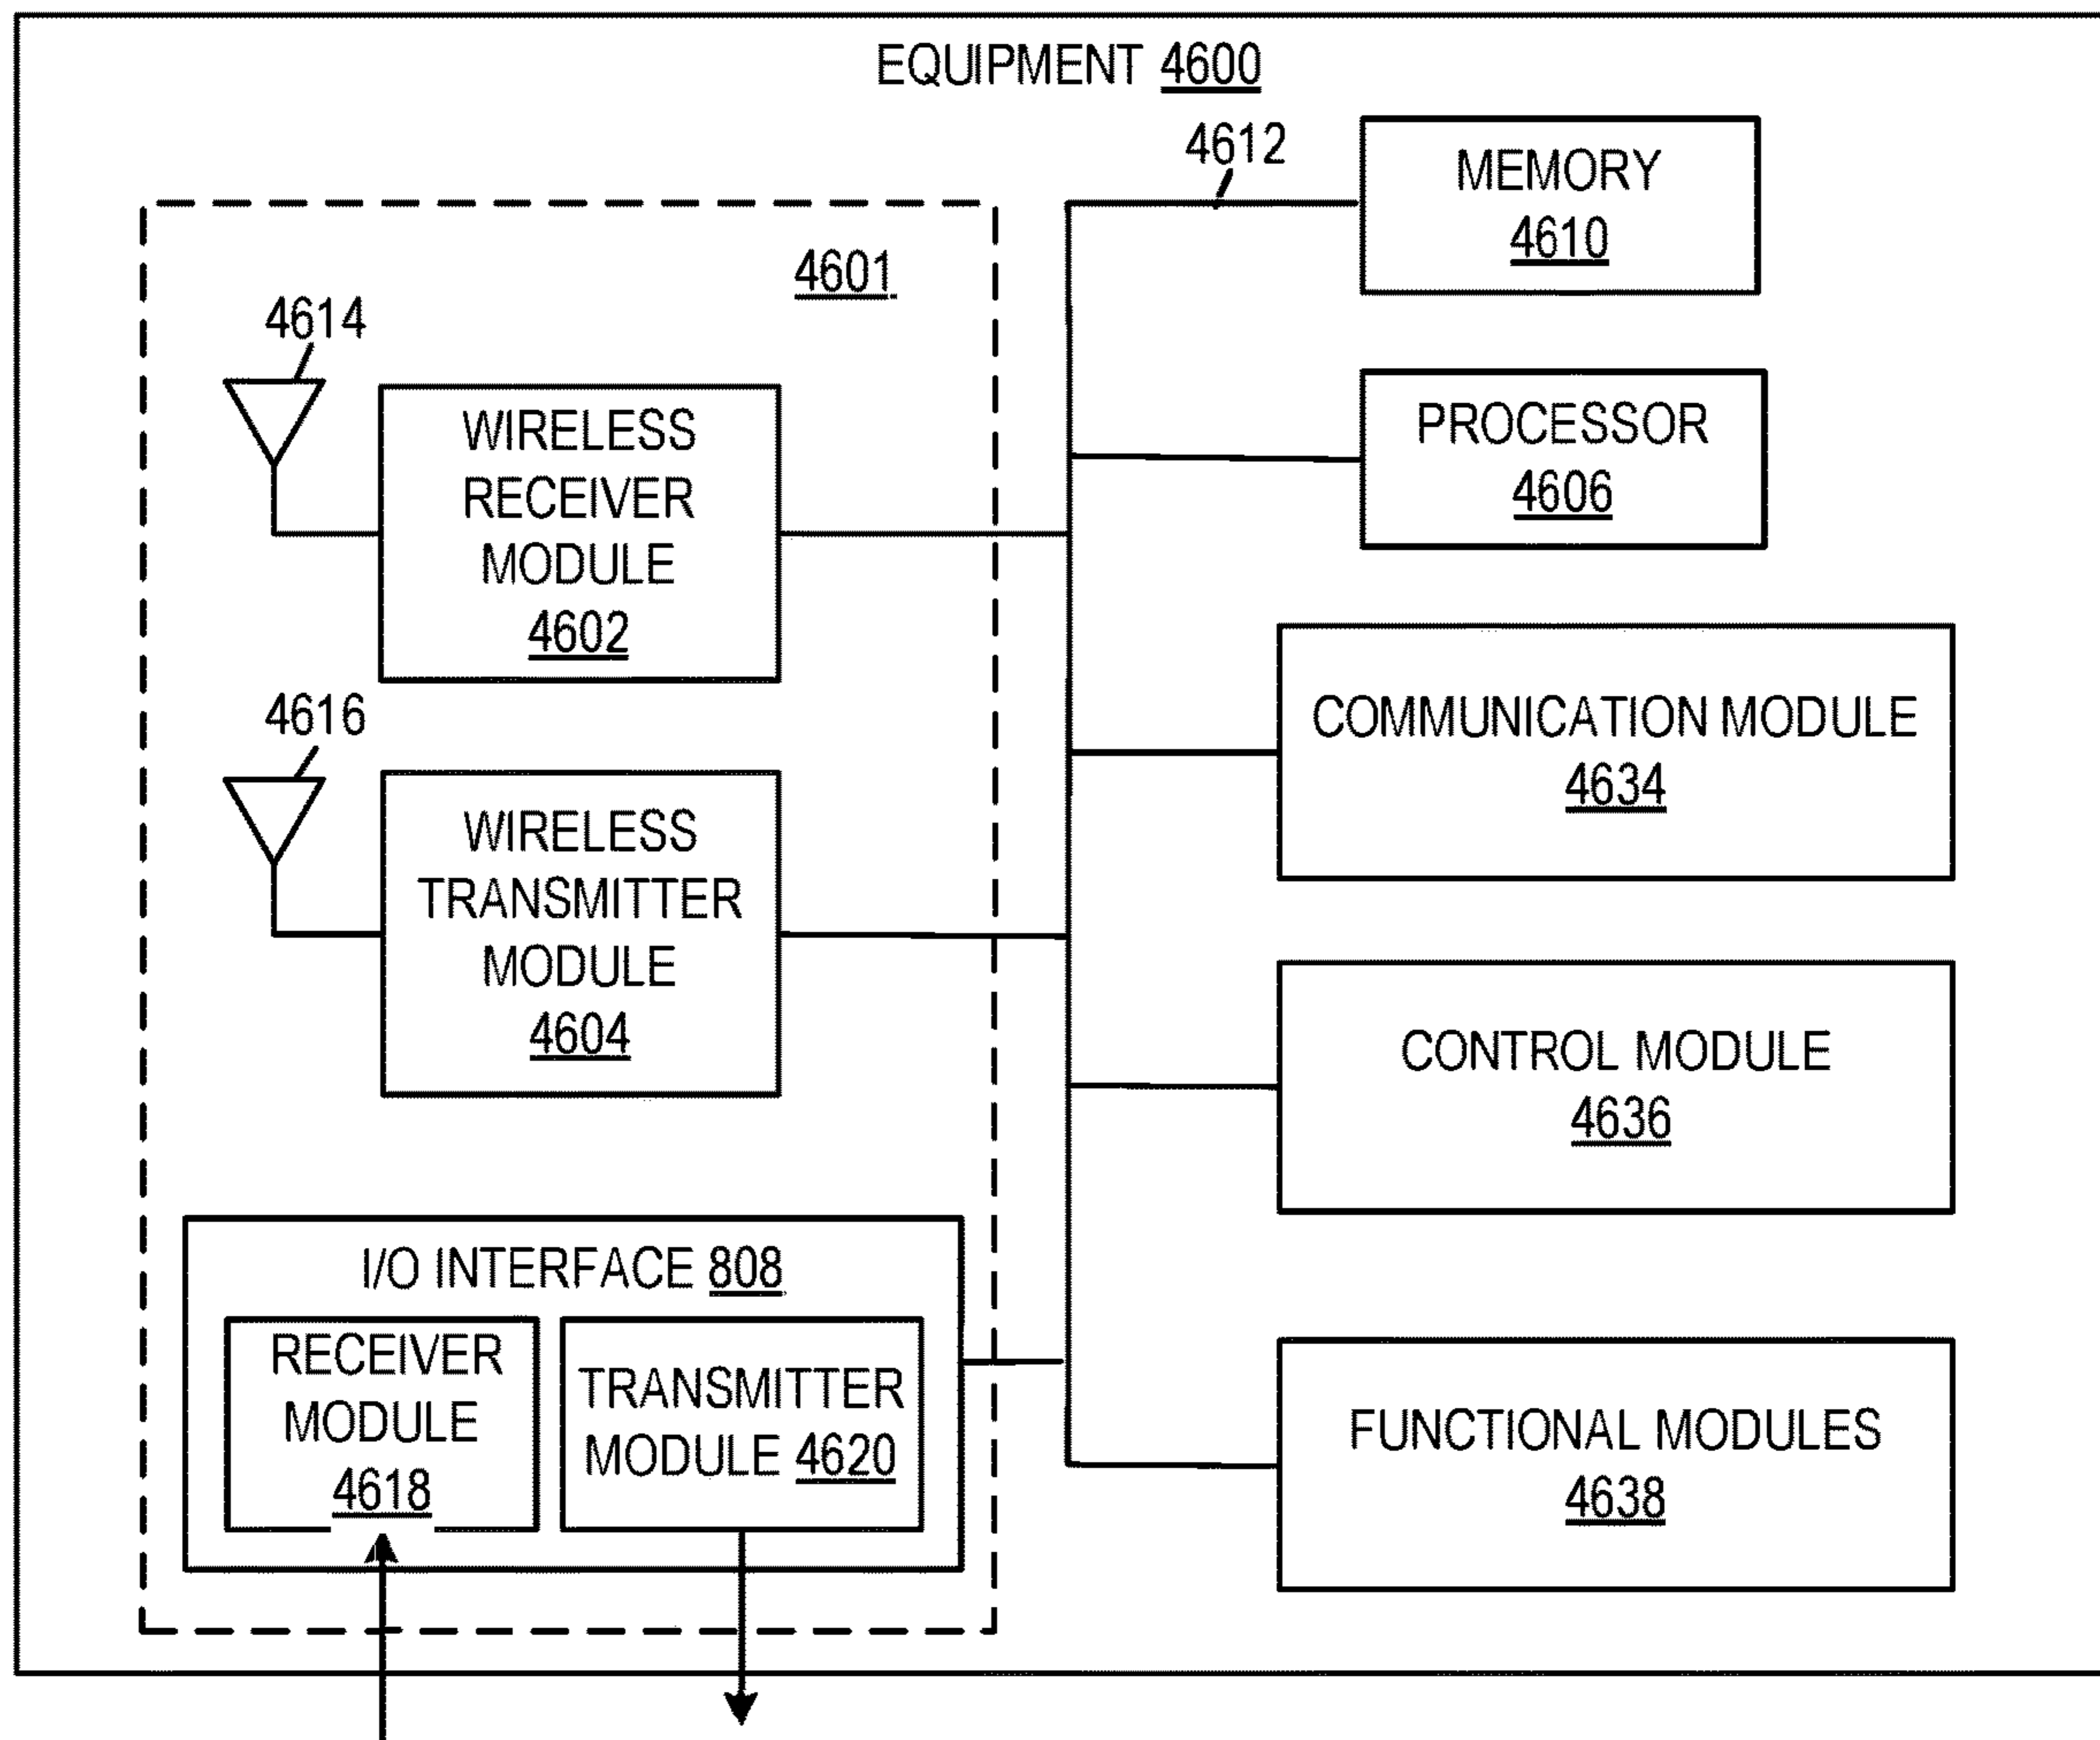 EQUIPMENT 4600
4612
MEMORY
4610
4601
4614
WIRELESS
RECEIVER
MODULE
4602
PROCESSOR
4606
4616
WIRELESS
TRANSMITTER
MODULE
4604
COMMUNICATION MODULE
4634
CONTROL MODULE
4636
I/O INTERFACE 808
RECEIVER
MODULE
4618
TRANSMITTER
MODULE 4620
FUNCTIONAL MODULES
4638